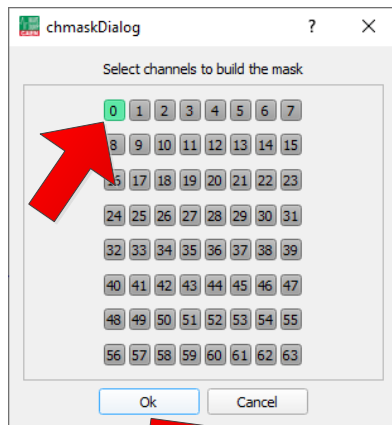 CAEN chmaskDialog ? X
Select channels to build the mask
0 1 2 3 4 5 6 7
8 9 10 11 12 13 14 15
16 17 18 19 20 21 22 23
24 25 26 27 28 29 30 31
32 33 34 35 36 37 38 39
40 41 42 43 44 45 46 47
48 49 50 51 52 53 54 55
56 57 58 59 60 61 62 63
Ok Cancel